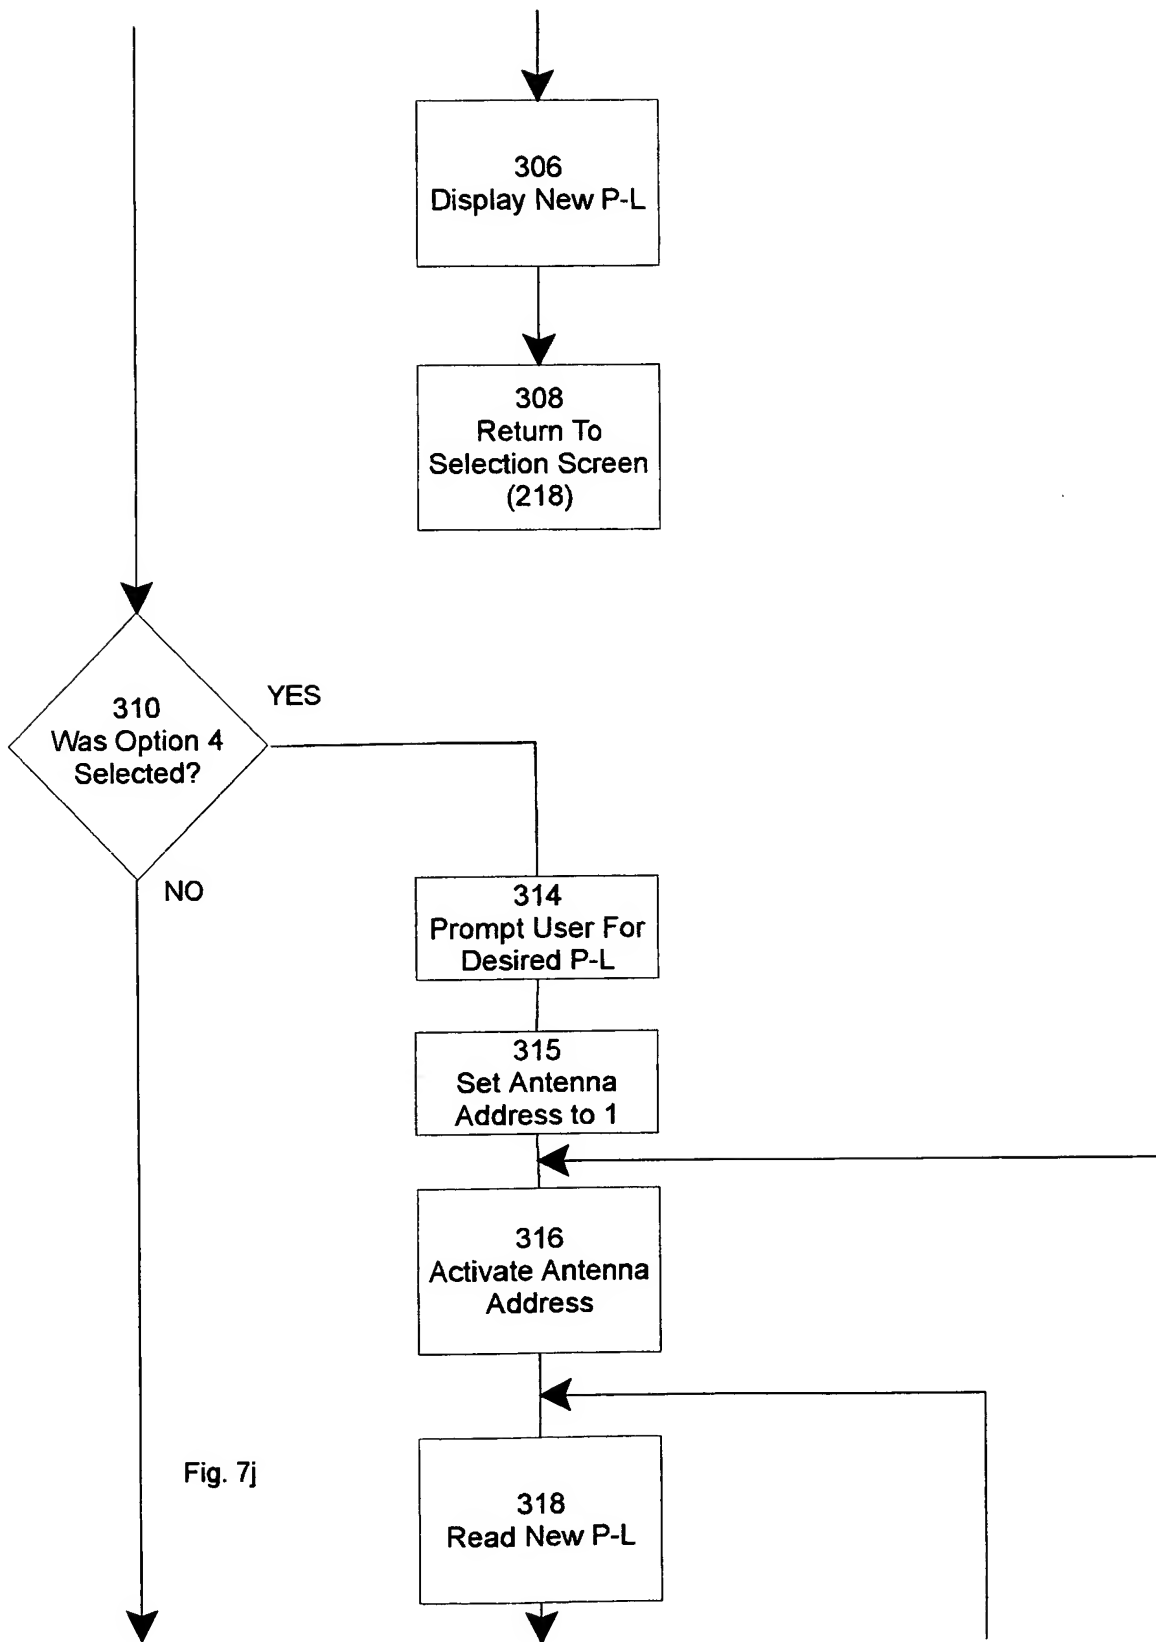 306
Display New P-L
308
Return To
Selection Screen
(218)
310
Was Option 4
Selected?
YES
NO
314
Prompt User For
Desired P-L
315
Set Antenna
Address to 1
316
Activate Antenna
Address
318
Read New P-L
Fig. 7j